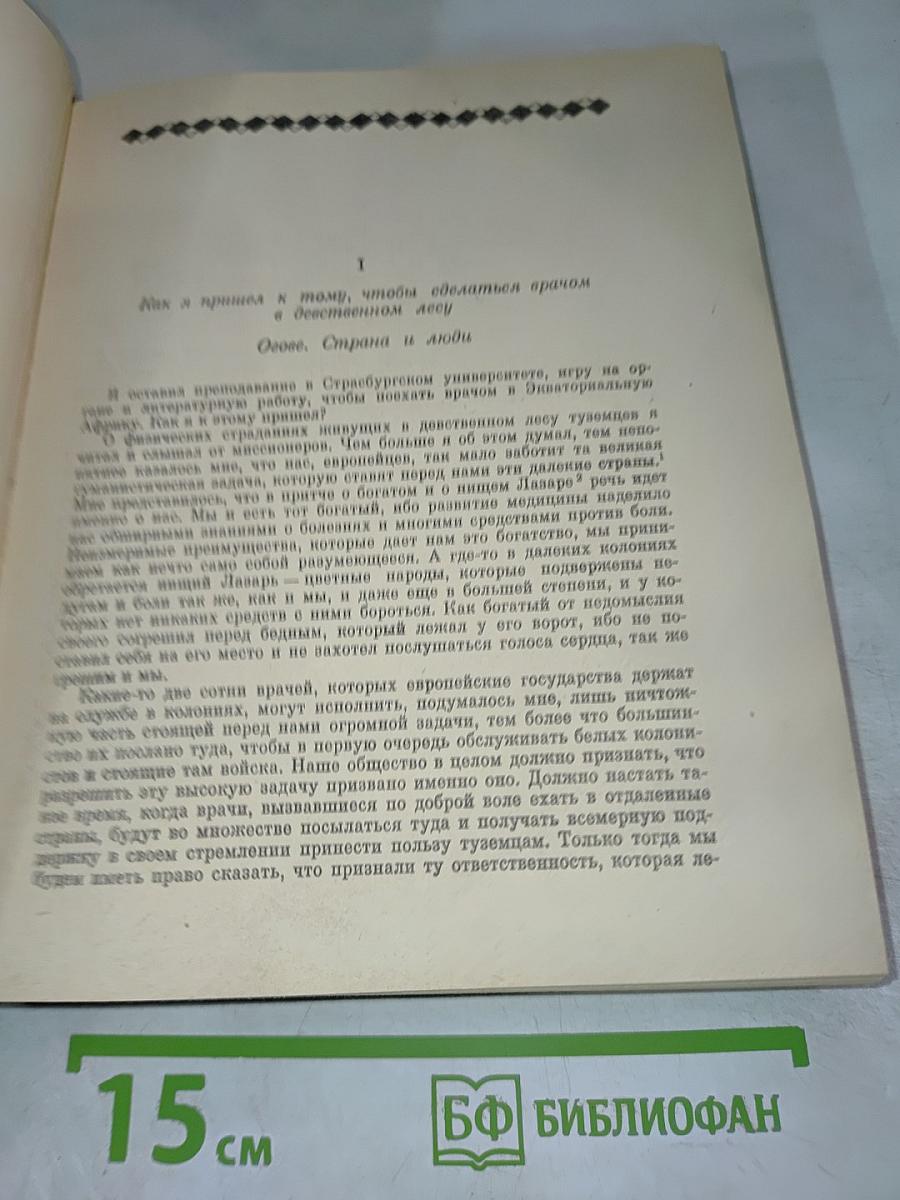 I
Как я пришел к тому, чтобы сделаться врачом
в девственном лесу
Огове. Страна и люди
Я оставил преподавание в Страсбургском университете, игру на ор-
гане и литературную работу, чтобы поехать врачом в Экваториальную
Африку. Как я к этому пришел?
О физических страданиях живущих в девственном лесу туземцев я
читал и слышал от миссионеров. Чем больше я об этом думал, тем непо-
нятнее казалось мне, что нас, европейцев, так мало заботит та великая
гуманистическая задача, которую ставят перед нами эти далекие страны.¹
Мне представилось, что в притче о богатом и о нищем Лазаре² речь идет
именно о нас. Мы и есть тот богатый, ибо развитие медицины наделило
нас обширными знаниями о болезнях и многими средствами против боли.
Неизмеримые преимущества, которые дает нам это богатство, мы прини-
маем как нечто само собой разумеющееся. А где-то в далеких колониях
обретается нищий Лазарь — цветные народы, которые подвержены не-
дугам и боли так же, как и мы, и даже еще в большей степени, и у ко-
торых нет никаких средств с ними бороться. Как богатый от недомыслия
своего согрешил перед бедным, который лежал у его ворот, ибо не по-
ставил себя на его место и не захотел послушаться голоса сердца, так же
грешим и мы.
Какие-то две сотни врачей, которых европейские государства держат
на службе в колониях, могут исполнить, подумалось мне, лишь ничтож-
ную часть стоящей перед нами огромной задачи, тем более что большин-
ство их послано туда, чтобы в первую очередь обслуживать белых колони-
стов и стоящие там войска. Наше общество в целом должно признать, что
разрешить эту высокую задачу призвано именно оно. Должно настать та-
кое время, когда врачи, вызвавшиеся по доброй воле ехать в отдаленные
страны, будут во множестве посылаться туда и получать всемерную под-
держку в своем стремлении принести пользу туземцам. Только тогда мы
будем иметь право сказать, что признали ту ответственность, которая ле-
15 см
БФ БИБЛИОФАН